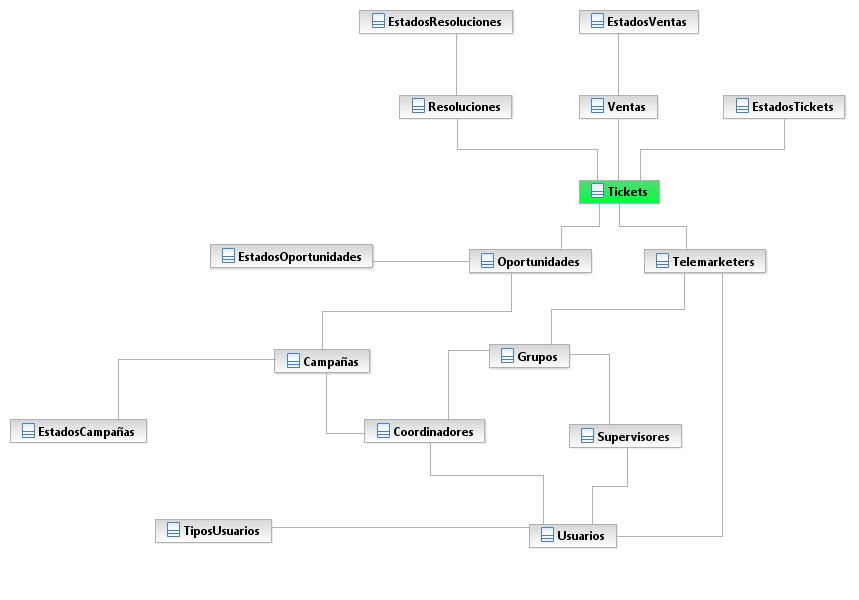 EstadosResoluciones
EstadosVentas
Resoluciones
Ventas
EstadosTickets
Tickets
EstadosOportunidades
Oportunidades
Telemarketers
Campañas
Grupos
EstadosCampañas
Coordinadores
Supervisores
TiposUsuarios
Usuarios